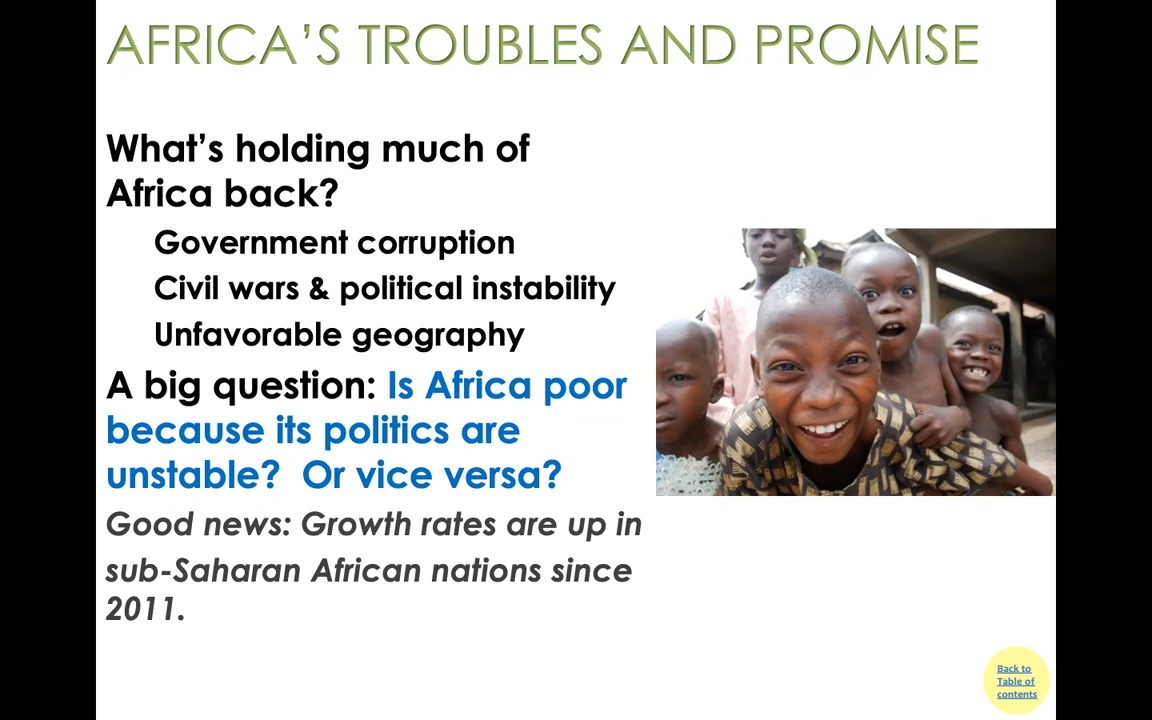 AFRICA’S TROUBLES AND PROMISE
What’s holding much of
Africa back?
Government corruption
Civil wars & political instability
Unfavorable geography
A big question: Is Africa poor
because its politics are
unstable?  Or vice versa?
Good news: Growth rates are up in
sub-Saharan African nations since
2011.
Back to
Table of
contents